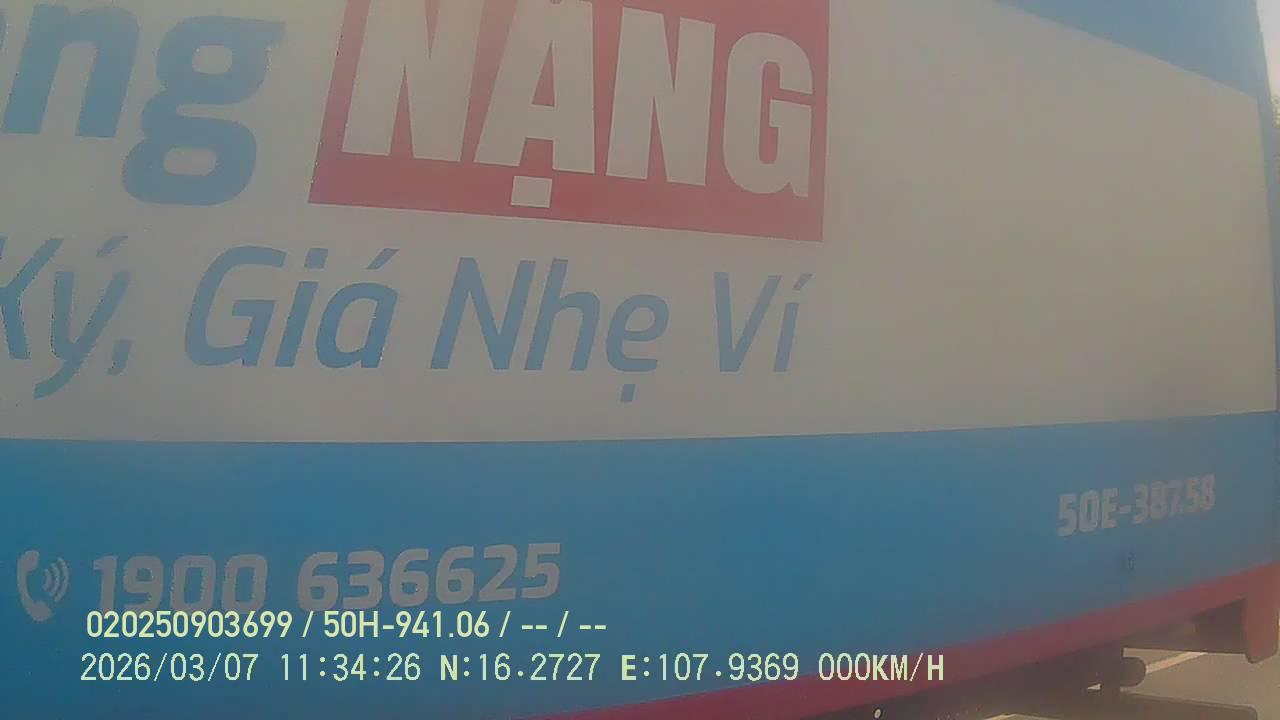 ng NẶNG
Ký, Giá Nhẹ Ví
50E-387.58
1900 636625
020250903699 / 50H-941.06 / -- / --
2026/03/07 11:34:26 N:16.2727 E:107.9369 000KM/H